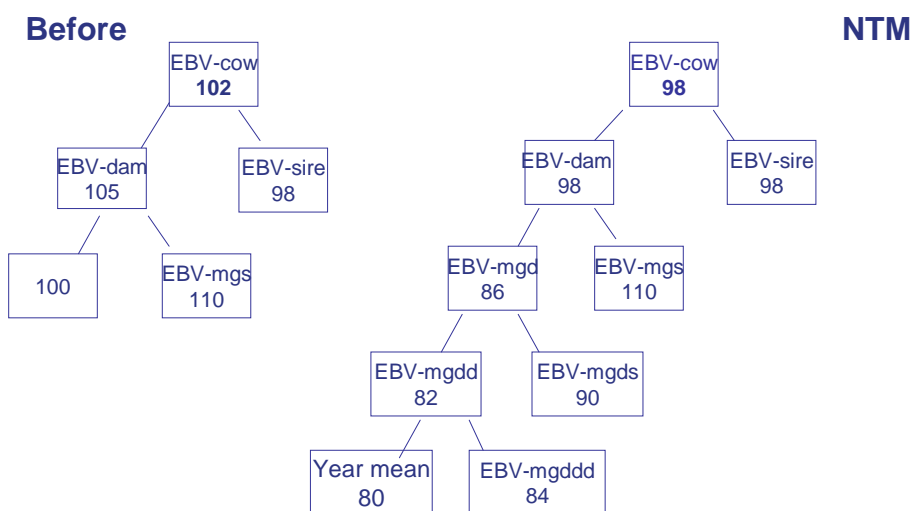 Before
NTM
EBV-cow
102
EBV-dam
105
EBV-sire
98
100
EBV-mgs
110
EBV-cow
98
EBV-dam
98
EBV-sire
98
EBV-mgd
86
EBV-mgs
110
EBV-mgdd
82
EBV-mgds
90
Year mean
80
EBV-mgddd
84